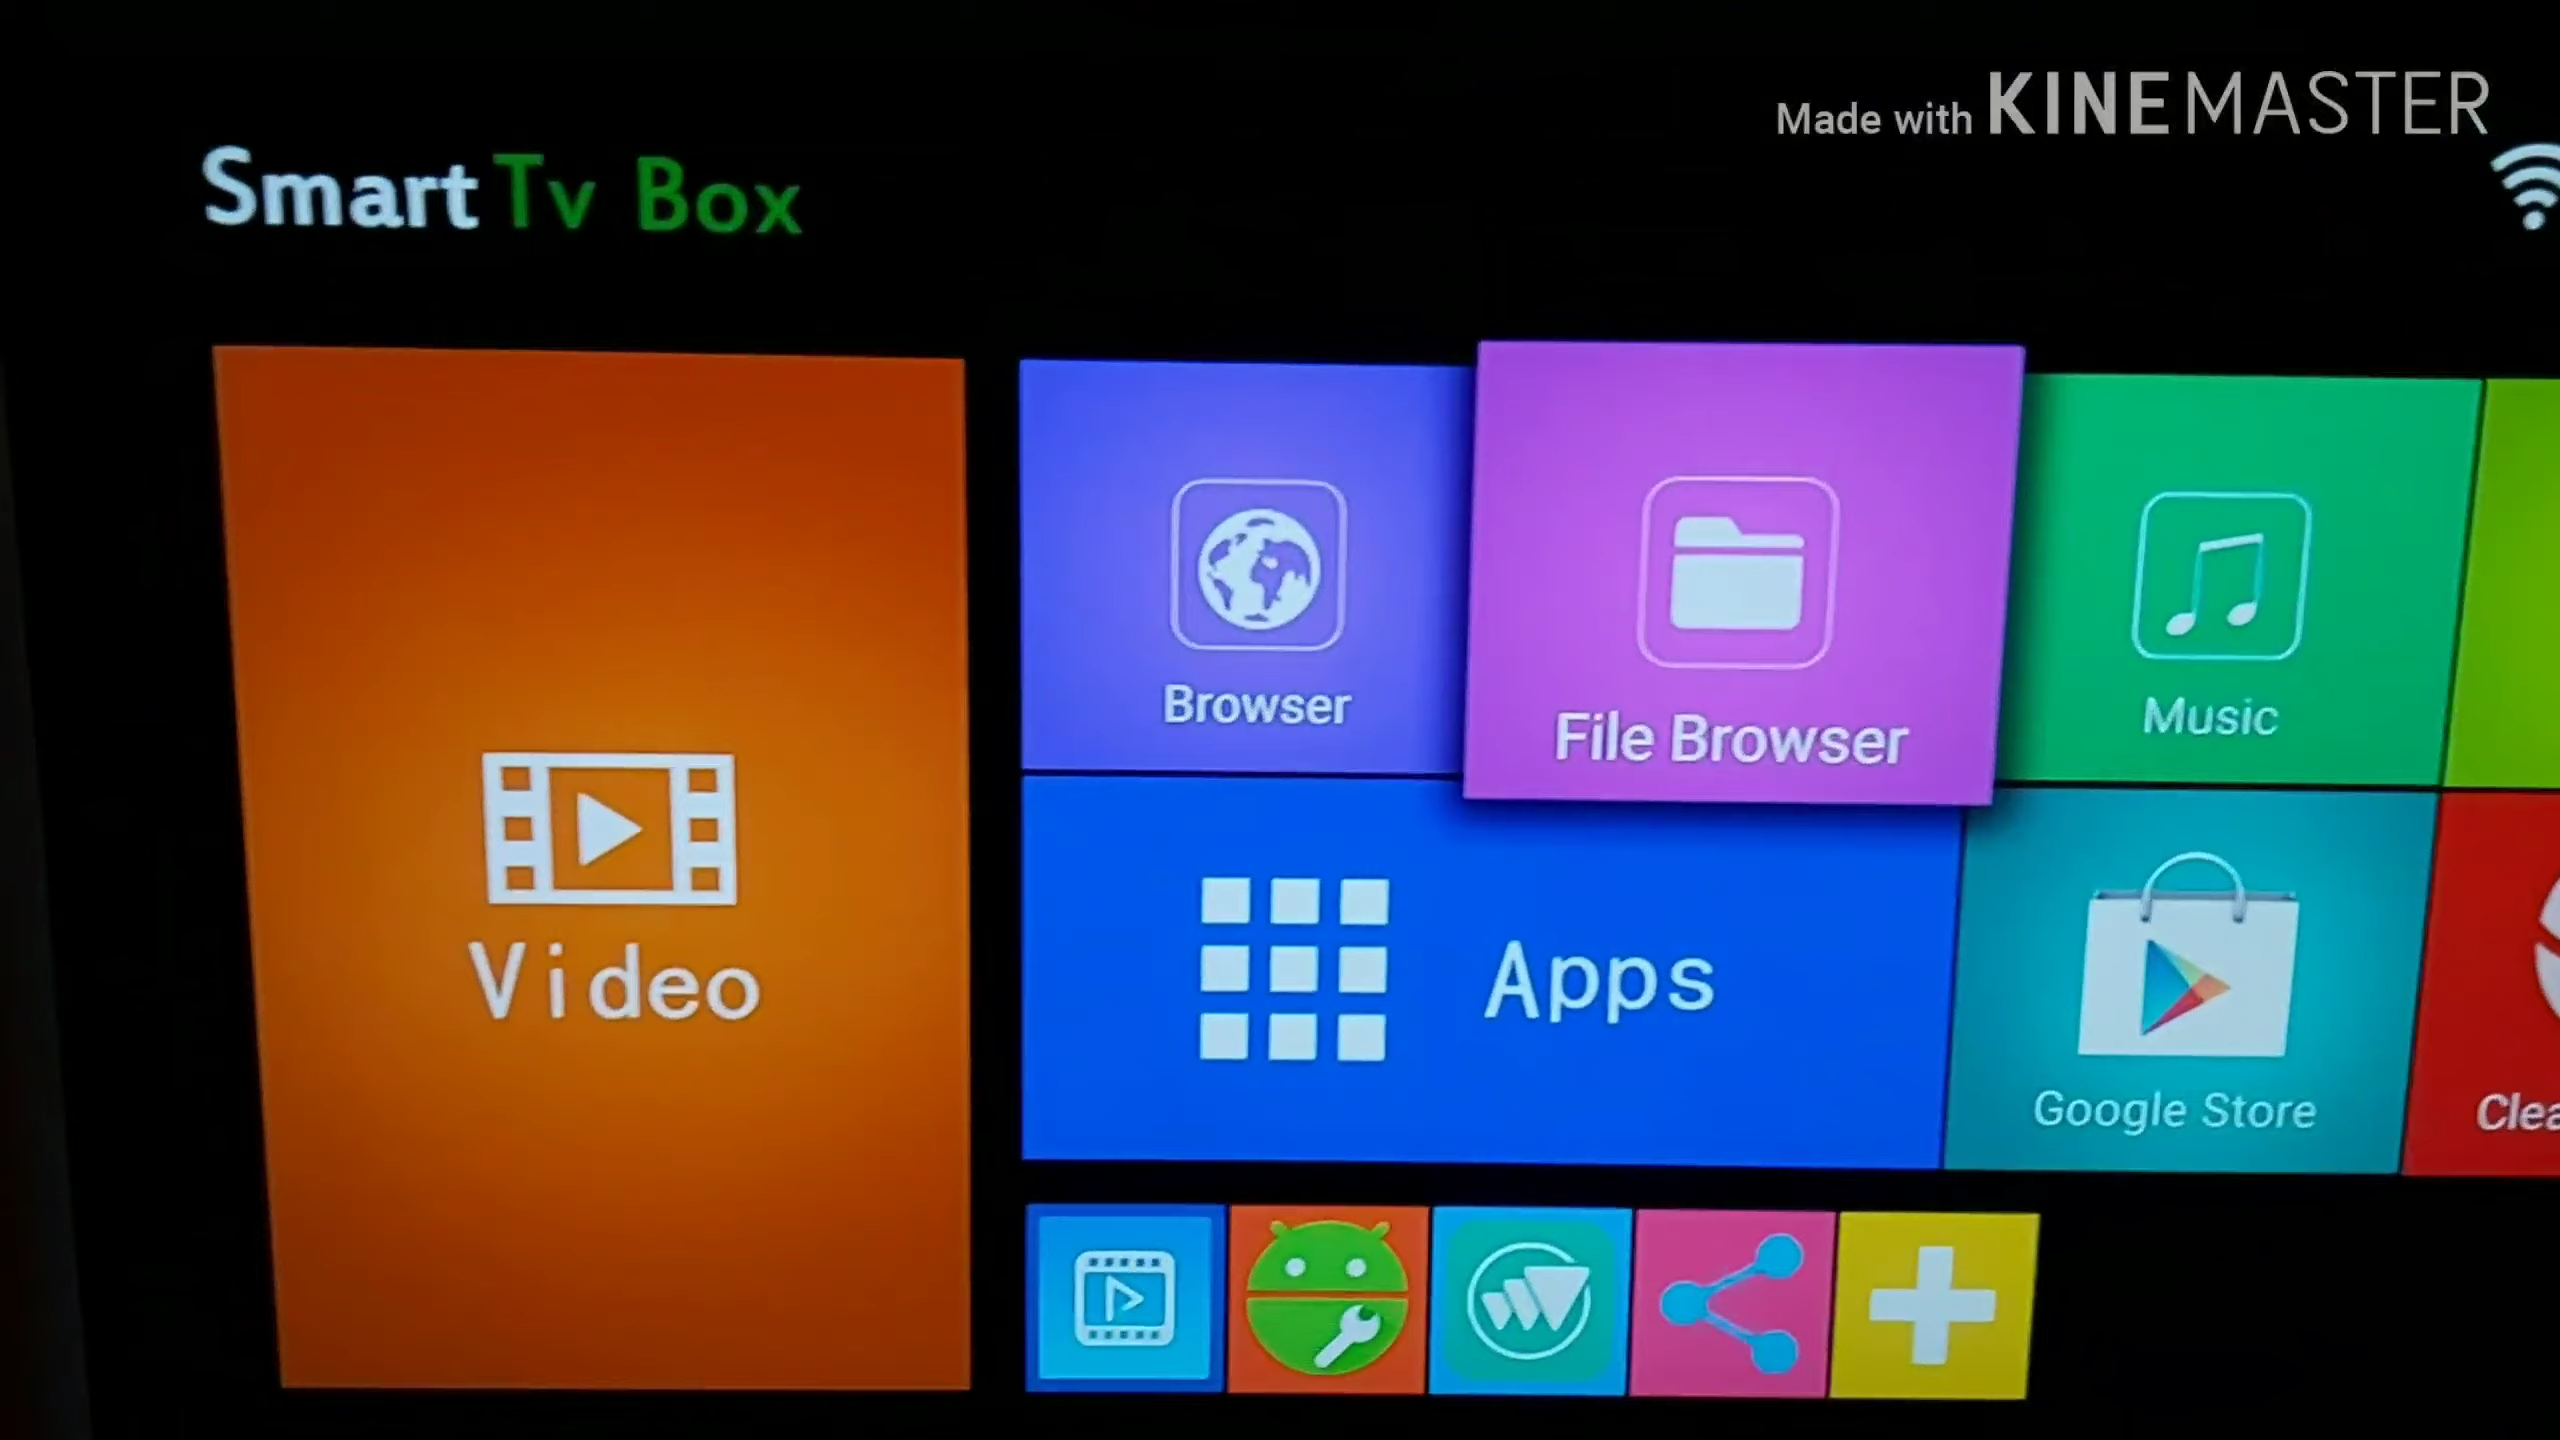 Made with KINEMASTER
Smart Tv Box
Browser
File Browser
Music
Video
Apps
Google Store